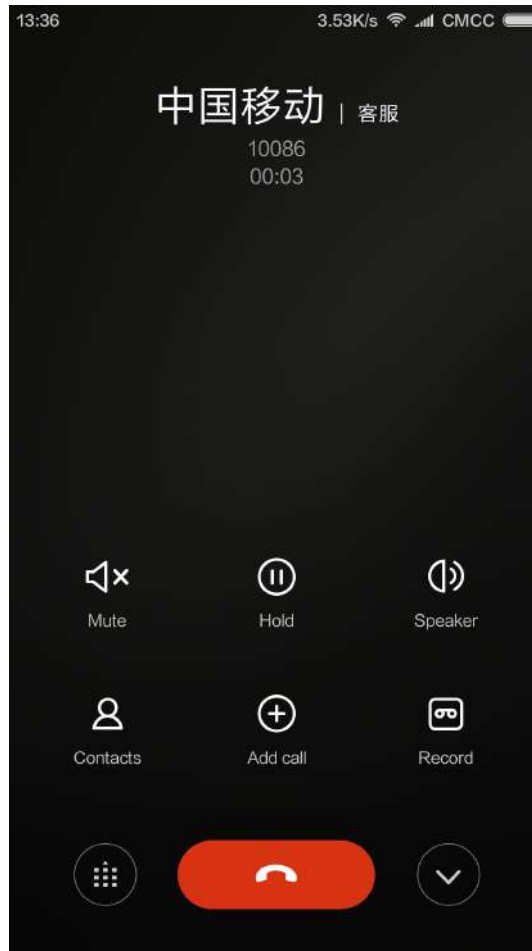 13:36 3.53K/s CMCC
中国移动 | 客服
10086
00:03
Mute Hold Speaker
Contacts Add call Record